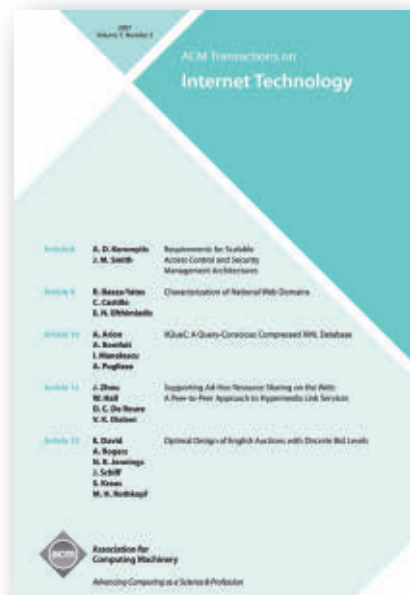 2007
Volume 7, Number 2
ACM Transactions on
Internet Technology
Article 8 A. D. Keromytis Requirements for Scalable
J. M. Smith Access Control and Security
Management Architectures
Article 9 R. Baeza-Yates Characterization of National Web Domains
C. Castillo
E. N. Efthimiadis
Article 10 A. Arion XQueC: A Query-Conscious Compressed XML Database
A. Bonifati
I. Manolescu
A. Pugliese
Article 11 J. Zhou Supporting Ad-Hoc Resource Sharing on the Web:
W. Hall A Peer-to-Peer Approach to Hypermedia Link Services
D. C. De Roure
V. K. Dialani
Article 12 E. David Optimal Design of English Auctions with Discrete Bid Levels
A. Rogers
N. R. Jennings
J. Schiff
S. Kraus
M. H. Rothkopf
acm
Association for
Computing Machinery
Advancing Computing as a Science & Profession